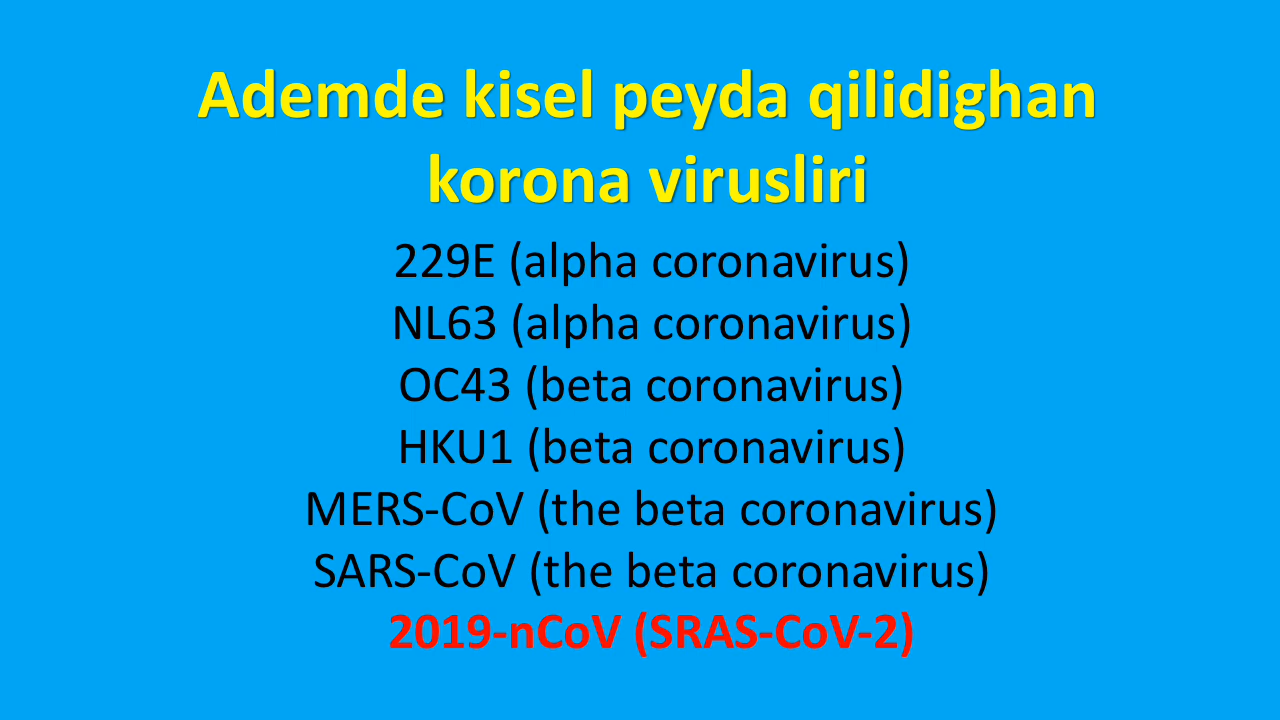 Ademde kisel peyda qilidighan
korona virusliri
229E (alpha coronavirus)
NL63 (alpha coronavirus)
OC43 (beta coronavirus)
HKU1 (beta coronavirus)
MERS-CoV (the beta coronavirus)
SARS-CoV (the beta coronavirus)
2019-nCoV (SRAS-CoV-2)